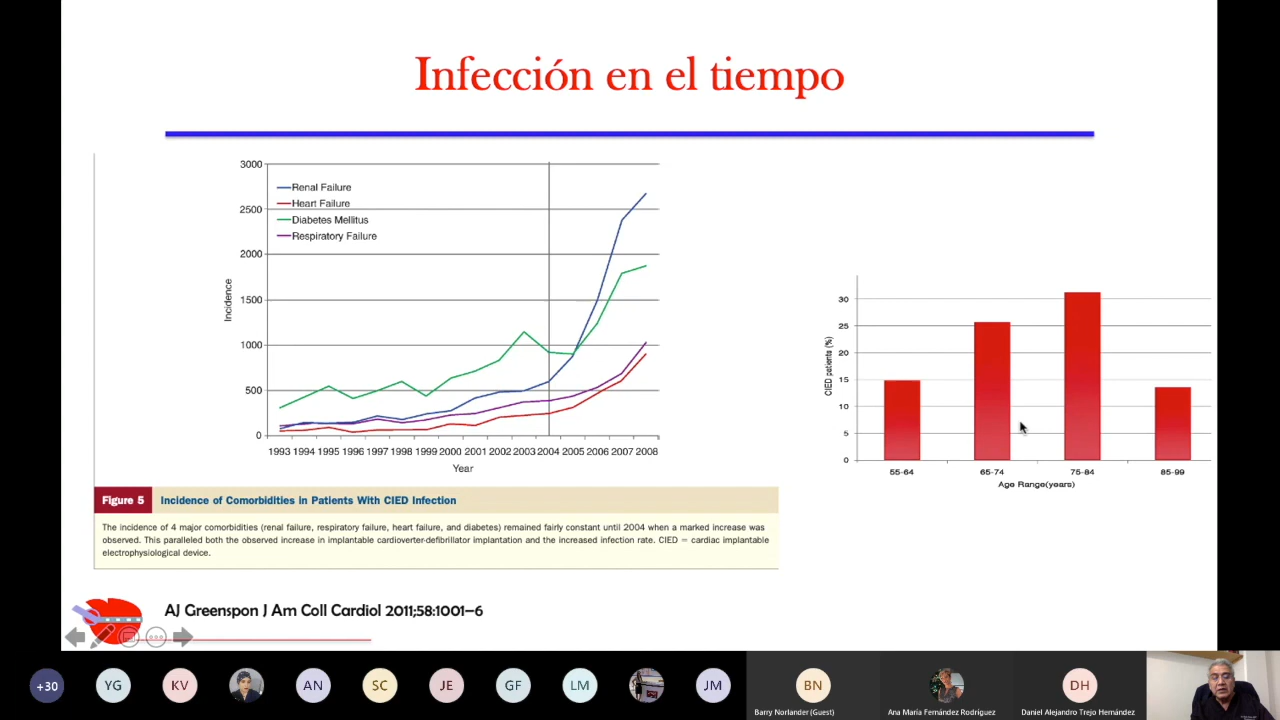 Infección en el tiempo
3000
2500
2000
1500
1000
500
0
Incidence
Renal Failure
Heart Failure
Diabetes Mellitus
Respiratory Failure
1993 1994 1995 1996 1997 1998 1999 2000 2001 2002 2003 2004 2005 2006 2007 2008
Year
Figure 5 Incidence of Comorbidities in Patients With CIED Infection
The incidence of 4 major comorbidities (renal failure, respiratory failure, heart failure, and diabetes) remained fairly constant until 2004 when a marked increase was
observed. This paralleled both the observed increase in implantable cardioverter-defibrillator implantation and the increased infection rate. CIED = cardiac implantable
electrophysiological device.
30
25
20
15
10
5
0
CIED patients (%)
55-64 65-74 75-84 85-99
Age Range(years)
AJ Greenspon J Am Coll Cardiol 2011;58:1001–6
+30 YG KV AN SC JE GF LM JM BN DH
Barry Norlander (Guest) Ana María Fernández Rodríguez Daniel Alejandro Trejo Hernández